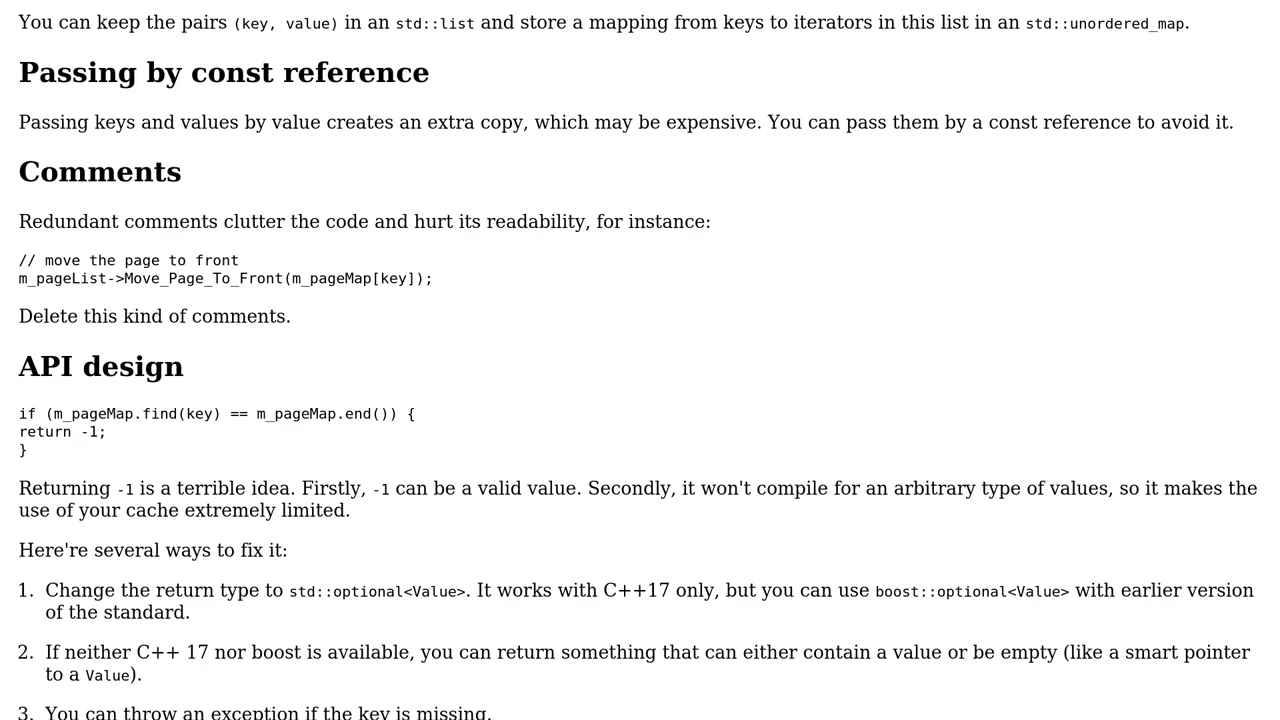 You can keep the pairs (key, value) in an std::list and store a mapping from keys to iterators in this list in an std::unordered_map.
Passing by const reference
Passing keys and values by value creates an extra copy, which may be expensive. You can pass them by a const reference to avoid it.
Comments
Redundant comments clutter the code and hurt its readability, for instance:
// move the page to front
m_pageList->Move_Page_To_Front(m_pageMap[key]);
Delete this kind of comments.
API design
if (m_pageMap.find(key) == m_pageMap.end()) {
return -1;
}
Returning -1 is a terrible idea. Firstly, -1 can be a valid value. Secondly, it won't compile for an arbitrary type of values, so it makes the
use of your cache extremely limited.
Here're several ways to fix it:
1. Change the return type to std::optional<Value>. It works with C++17 only, but you can use boost::optional<Value> with earlier version
of the standard.
2. If neither C++ 17 nor boost is available, you can return something that can either contain a value or be empty (like a smart pointer
to a Value).
3. You can throw an exception if the key is missing.